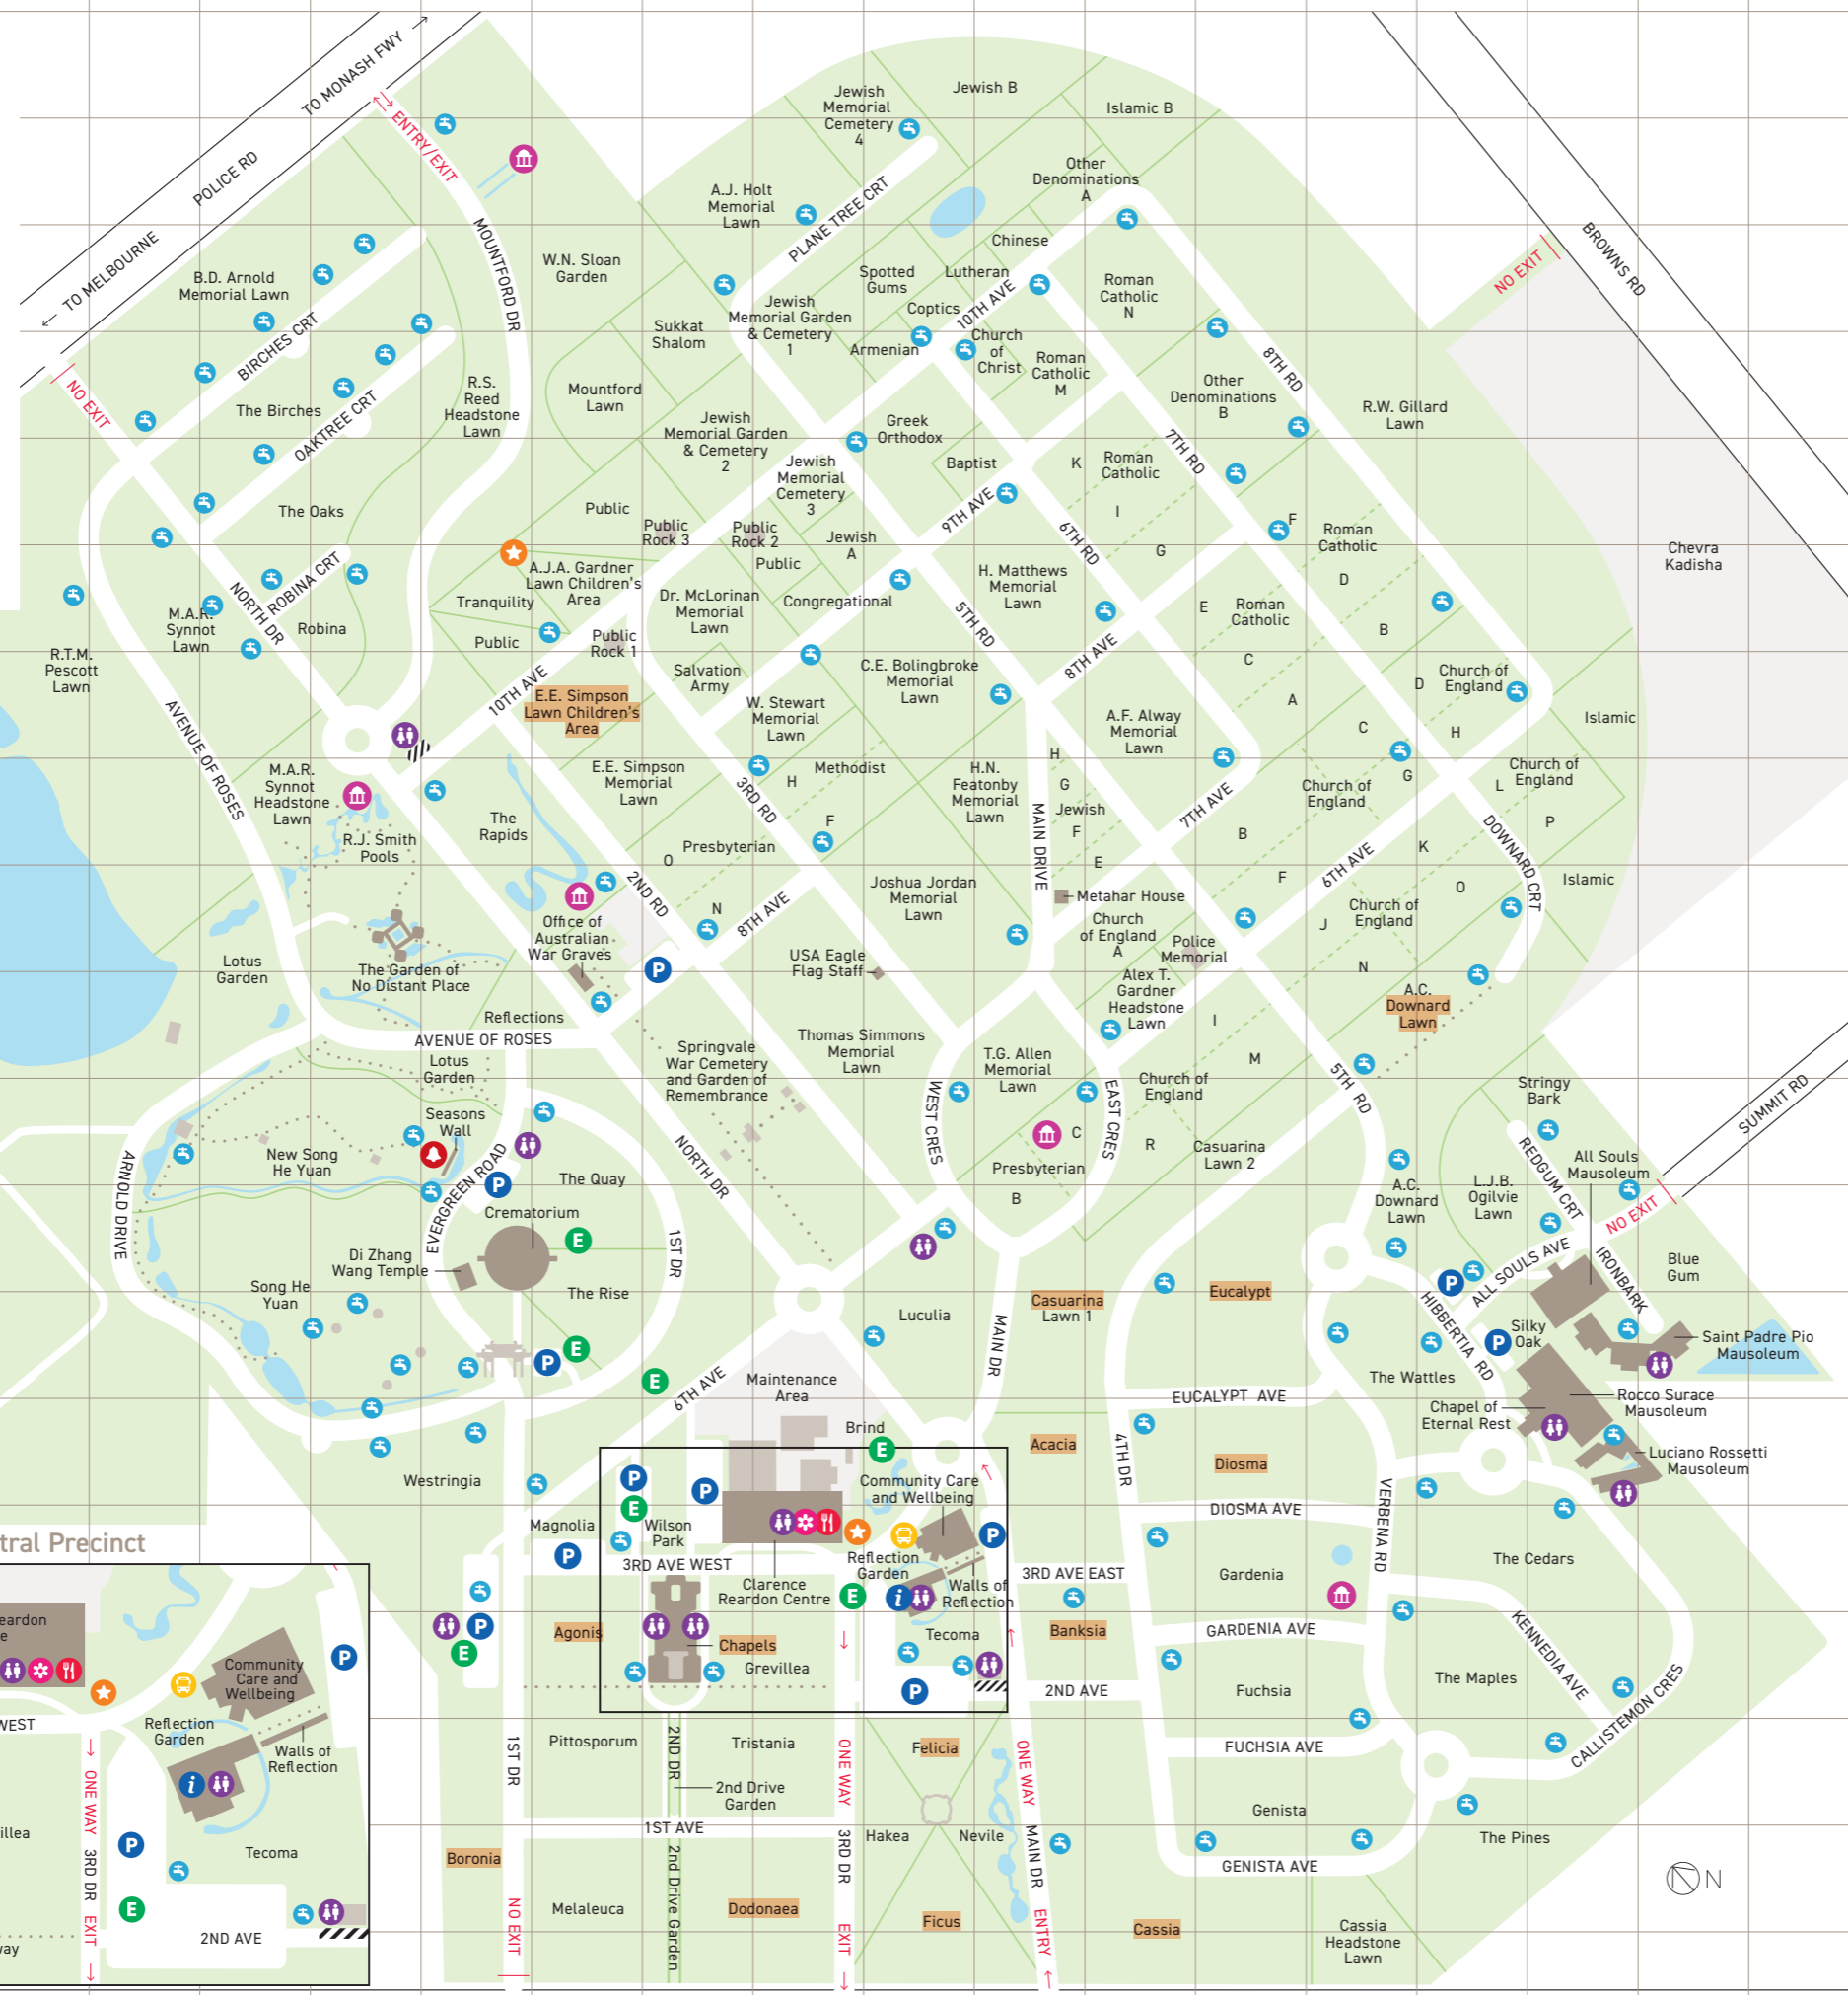 TO MONASH FWY
POLICE RD
TO MELBOURNE
ENTRY/EXIT
MOUNTFORD DR
NO EXIT
B.D. Arnold
Memorial Lawn
BIRCHES CRT
The Birches
OAKTREE CRT
R.S.
Reed
Headstone
Lawn
The Oaks
ROBINA CRT
Robina
NORTH DR
M.A.R.
Synnot
Lawn
R.T.M.
Pescott
Lawn
AVENUE OF ROSES
W.N. Sloan
Garden
Sukkat
Shalom
Mountford
Lawn
A.J. Holt
Memorial
Lawn
Jewish
Memorial
Cemetery
4
Jewish B
Islamic B
Other
Denominations
A
PLANE TREE CRT
Chinese
Spotted
Gums
Lutheran
Coptics
10TH AVE
Jewish
Memorial Garden
& Cemetery
1
Armenian
Church
of
Christ
Roman
Catholic
N
Roman
Catholic
M
8TH RD
BROWNS RD
NO EXIT
Other
Denominations
B
R.W. Gillard
Lawn
7TH RD
Jewish
Memorial Garden
& Cemetery
2
Greek
Orthodox
Baptist
K
Roman
Catholic
Jewish
Memorial
Cemetery
3
Public
Public
Rock 3
Public
Rock 2
Public
Jewish
A
9TH AVE
6TH RD
I
G
F
Roman
Catholic
D
Chevra
Kadisha
A.J.A. Gardner
Lawn Children's
Area
Tranquility
Public
Public
Rock 1
Dr. McLorinan
Memorial
Lawn
Congregational
H. Matthews
Memorial
Lawn
5TH RD
8TH AVE
E
Roman
Catholic
B
C
A
10TH AVE
E.E. Simpson
Lawn Children's
Area
Salvation
Army
W. Stewart
Memorial
Lawn
C.E. Bolingbroke
Memorial
Lawn
A.F. Alway
Memorial
Lawn
Church of
England
D
C
H
Islamic
M.A.R.
Synnot
Headstone
Lawn
R.J. Smith
Pools
The
Rapids
E.E. Simpson
Memorial
Lawn
3RD RD
H
Methodist
F
Presbyterian
O
H.N.
Featonby
Memorial
Lawn
MAIN DRIVE
H
G
Jewish
F
E
7TH AVE
Church of
England
G
B
F
L
Church of
England
P
DOWNARD CRT
K
O
6TH AVE
Islamic
2ND RD
N
8TH AVE
Office of
Australian
War Graves
Joshua Jordan
Memorial
Lawn
Metahar House
Church
of England
A
Police
Memorial
Church of
England
J
N
Lotus
Garden
The Garden of
No Distant Place
USA Eagle
Flag Staff
Alex T.
Gardner
Headstone
Lawn
I
M
A.C.
Downard
Lawn
Reflections
AVENUE OF ROSES
Lotus
Garden
Springvale
War Cemetery
and Garden of
Remembrance
Thomas Simmons
Memorial
Lawn
T.G. Allen
Memorial
Lawn
WEST CRES
EAST CRES
Church of
England
5TH RD
Stringy
Bark
SUMMIT RD
Seasons
Wall
New Song
He Yuan
ARNOLD DRIVE
EVERGREEN ROAD
The Quay
Crematorium
NORTH DR
C
Presbyterian
B
R
Casuarina
Lawn 2
A.C.
Downard
Lawn
L.J.B.
Ogilvie
Lawn
REDGUM CRT
All Souls
Mausoleum
NO EXIT
Di Zhang
Wang Temple
1ST DR
Song He
Yuan
The Rise
Luculia
MAIN DR
Casuarina
Lawn 1
Eucalypt
HIBBERTIA RD
ALL SOULS AVE
IRONBARK
Blue
Gum
Silky
Oak
Saint Padre Pio
Mausoleum
The Wattles
Rocco Surace
Mausoleum
Chapel of
Eternal Rest
Luciano Rossetti
Mausoleum
6TH AVE
Maintenance
Area
EUCALYPT AVE
Westringia
Brind
Community Care
and Wellbeing
Acacia
4TH DR
Diosma
DIOSMA AVE
VERBENA RD
The Cedars
Magnolia
Wilson
Park
3RD AVE WEST
Clarence
Reardon Centre
Reflection
Garden
Walls of
Reflection
3RD AVE EAST
Gardenia
Agonis
Chapels
Grevillea
Tecoma
Banksia
GARDENIA AVE
KENNEDIA AVE
2ND AVE
Fuchsia
The Maples
CALLISTEMON CRES
1ST DR
Pittosporum
2ND DR
Tristania
2nd Drive
Garden
ONE WAY
3RD DR
EXIT
Felicia
ONE WAY
MAIN DR
ENTRY
FUCHSIA AVE
Genista
1ST AVE
Hakea
Nevile
The Pines
GENISTA AVE
Boronia
NO EXIT
Melaleuca
2nd Drive Garden
Dodonaea
Ficus
Cassia
Cassia
Headstone
Lawn
N
tral Precinct
eardon
e
Community
Care and
Wellbeing
WEST
Reflection
Garden
Walls of
Reflection
ONE WAY
3RD DR
EXIT
illea
Tecoma
2ND AVE
way
P
E
i